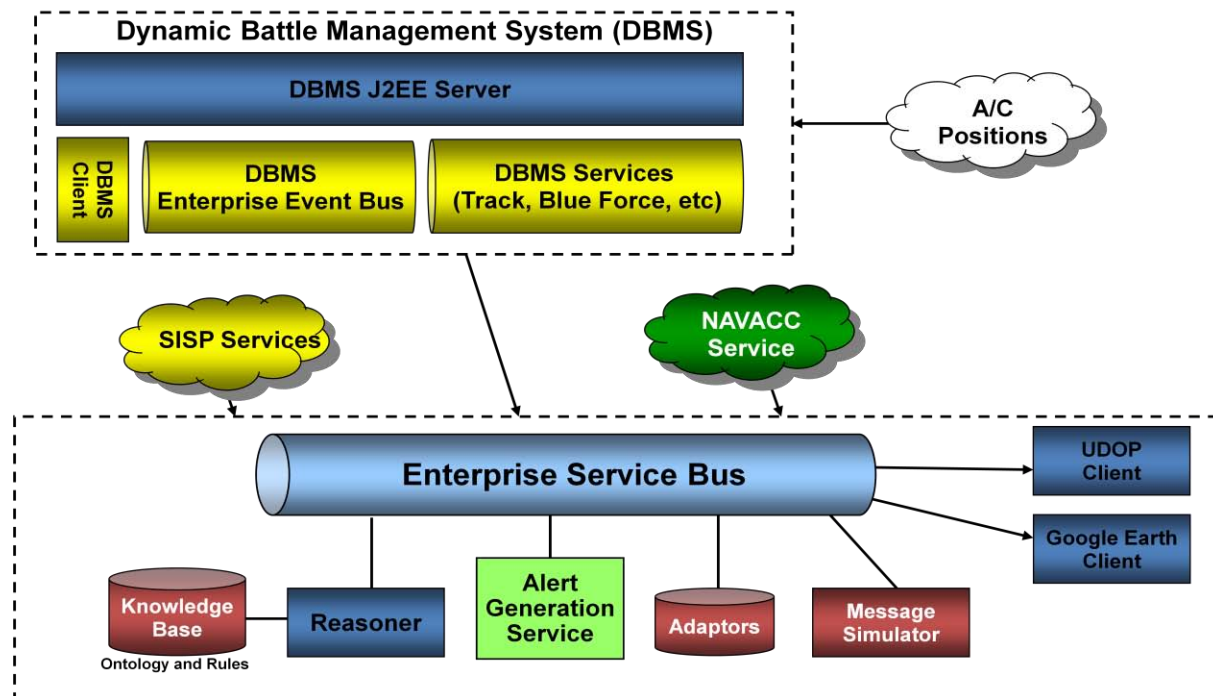 Dynamic Battle Management System (DBMS)
DBMS J2EE Server
DBMS
Client
DBMS
Enterprise Event Bus
DBMS Services
(Track, Blue Force, etc)
A/C
Positions
SISP Services
NAVACC
Service
Enterprise Service Bus
UDOP
Client
Google Earth
Client
Knowledge
Base
Ontology and Rules
Reasoner
Alert
Generation
Service
Adaptors
Message
Simulator